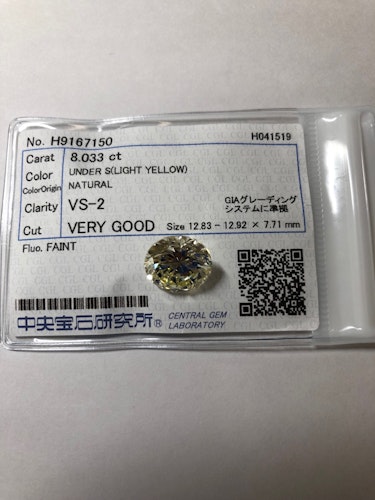 No. H9167150 H041519
Carat 8.033 ct
Color UNDER S(LIGHT YELLOW)
ColorOrigin NATURAL
Clarity VS-2 GIAグレーディング
システムに準拠
Cut VERY GOOD Size 12.83 - 12.92 × 7.71 mm
Fluo. FAINT
中央宝石研究所® CENTRAL GEM
LABORATORY